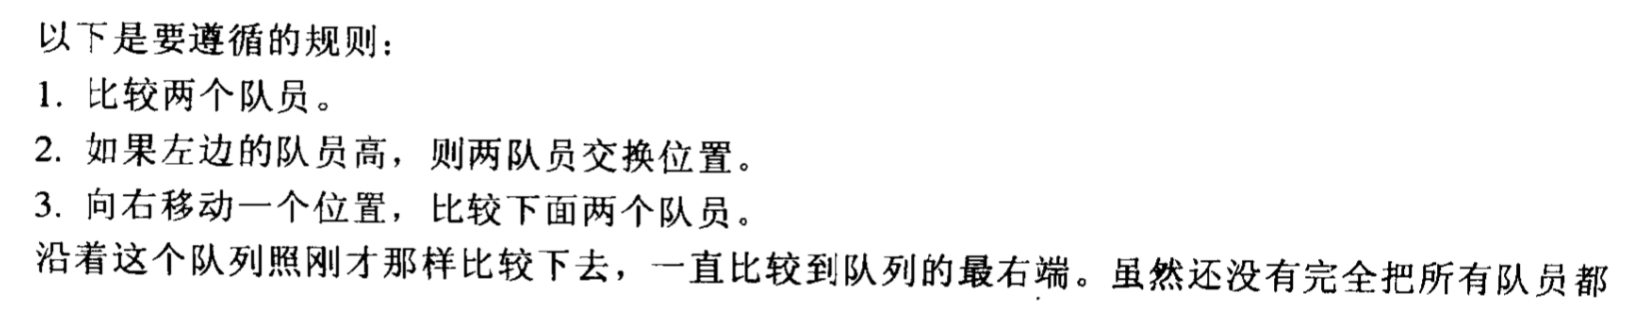 以下是要遵循的规则：
1. 比较两个队员。
2. 如果左边的队员高，则两队员交换位置。
3. 向右移动一个位置，比较下面两个队员。
沿着这个队列照刚才那样比较下去，一直比较到队列的最右端。虽然还没有完全把所有队员都